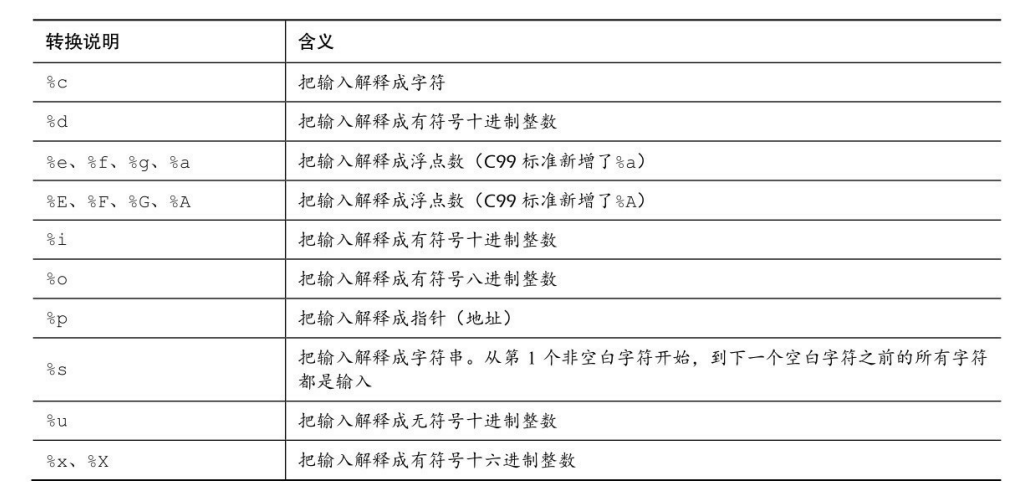 转换说明 含义
%c 把输入解释成字符
%d 把输入解释成有符号十进制整数
%e、%f、%g、%a 把输入解释成浮点数（C99 标准新增了%a）
%E、%F、%G、%A 把输入解释成浮点数（C99 标准新增了%A）
%i 把输入解释成有符号十进制整数
%o 把输入解释成有符号八进制整数
%p 把输入解释成指针（地址）
%s 把输入解释成字符串。从第 1 个非空白字符开始，到下一个空白字符之前的所有字符
都是输入
%u 把输入解释成无符号十进制整数
%x、%X 把输入解释成有符号十六进制整数